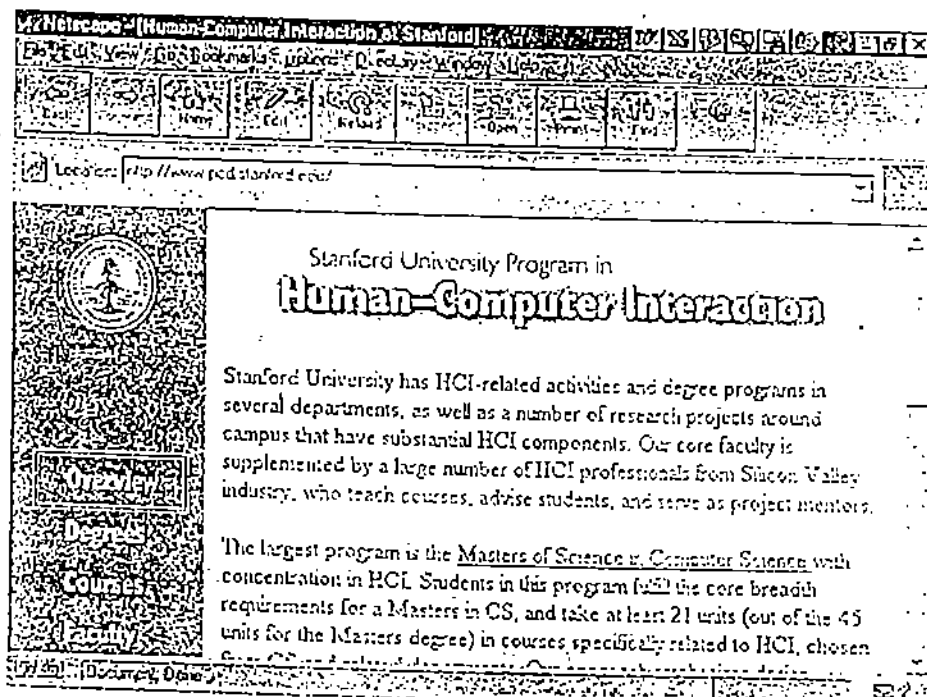 Netscape - [Human-Computer Interaction at Stanford]
File Edit View Go Bookmarks Options Directory Window Help
Back Home Edit Reload Open Print Find
Location: http://www.pcd.stanford.edu/
Stanford University Program in
Human-Computer Interaction
Stanford University has HCI-related activities and degree programs in
several departments, as well as a number of research projects around
campus that have substantial HCI components. Our core faculty is
supplemented by a large number of HCI professionals from Silicon Valley
industry, who teach courses, advise students, and serve as project mentors.
The largest program is the Masters of Science in Computer Science with
concentration in HCI. Students in this program fulfill the core breadth
requirements for a Masters in CS, and take at least 21 units (out of the 45
units for the Masters degree) in courses specifically related to HCI, chosen
Overview
Degrees
Courses
Faculty
Document: Done